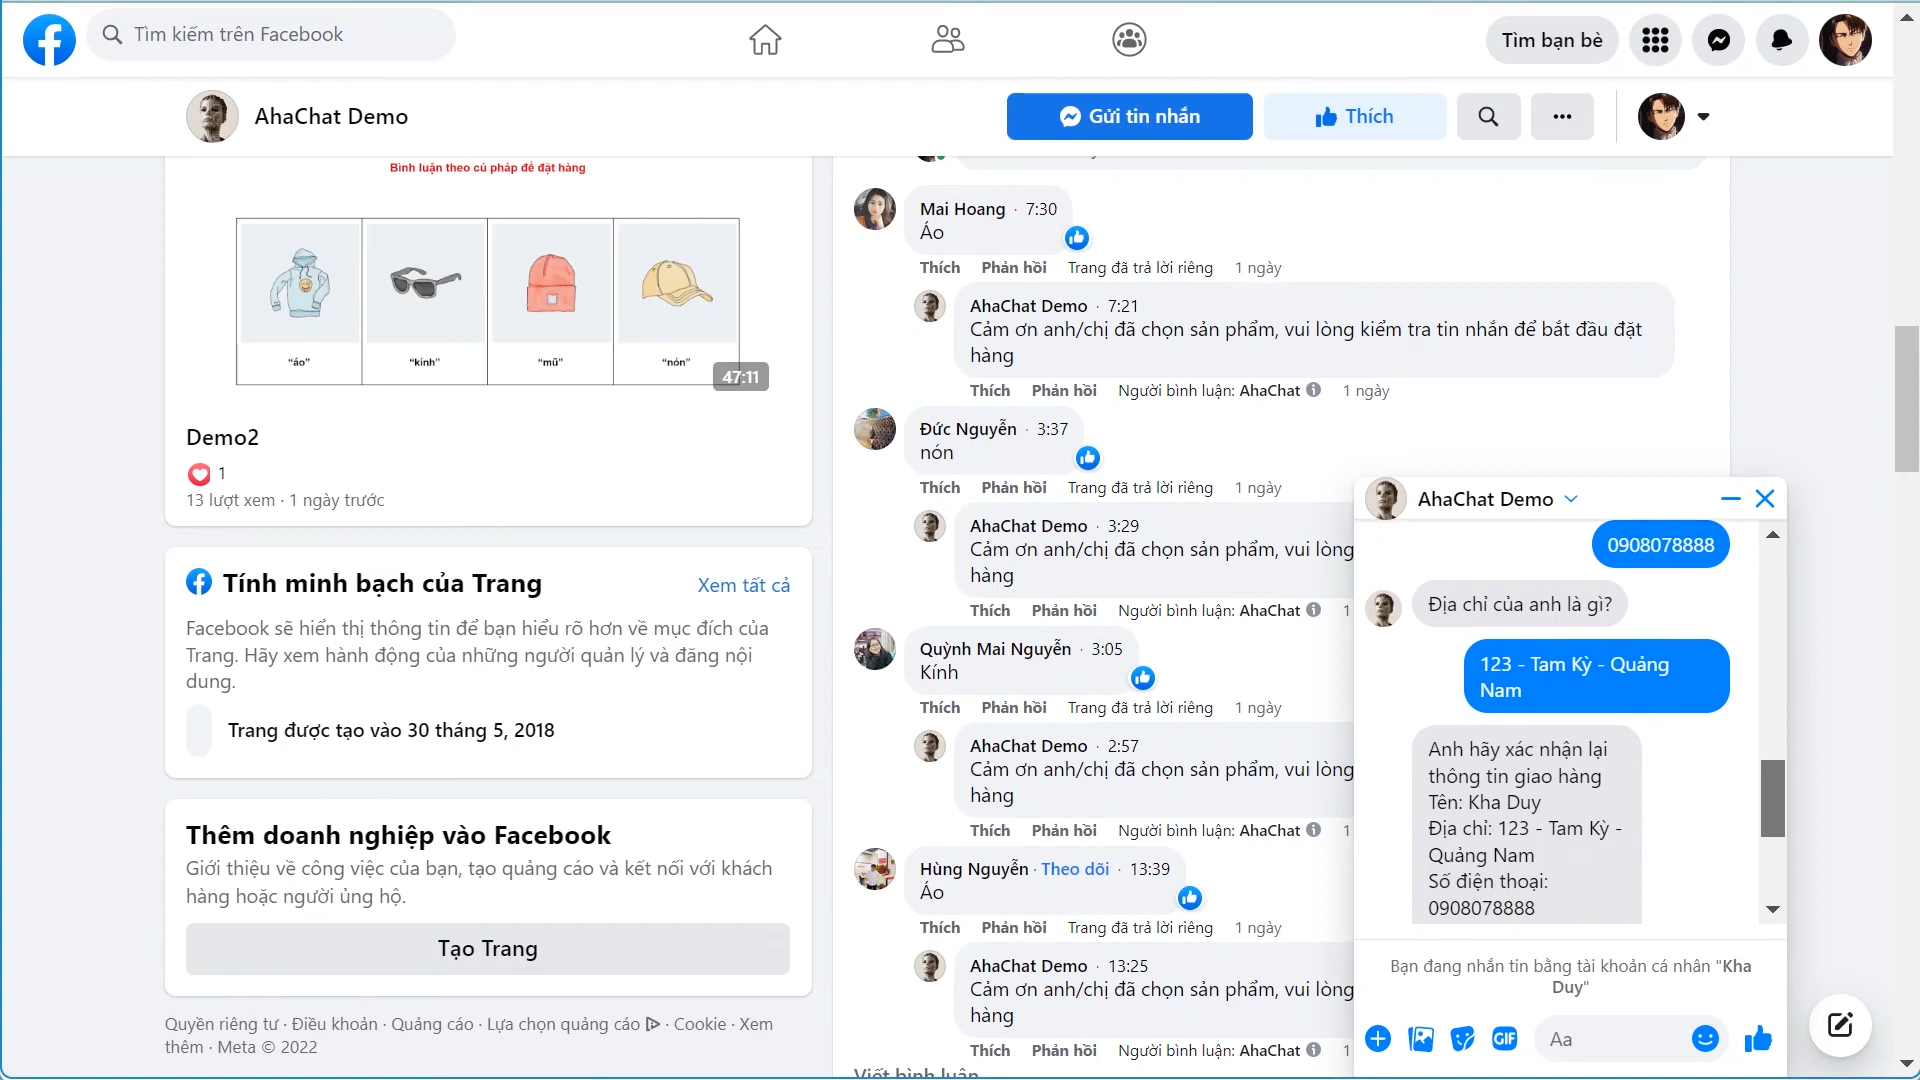 Tìm kiếm trên Facebook
Tìm bạn bè
AhaChat Demo
Gửi tin nhắn
Thích
Bình luận theo cú pháp để đặt hàng
"áo"
"kính"
"mũ"
"nón"
47:11
Demo2
1
13 lượt xem · 1 ngày trước
Tính minh bạch của Trang
Xem tất cả
Facebook sẽ hiển thị thông tin để bạn hiểu rõ hơn về mục đích của
Trang. Hãy xem hành động của những người quản lý và đăng nội
dung.
Trang được tạo vào 30 tháng 5, 2018
Thêm doanh nghiệp vào Facebook
Giới thiệu về công việc của bạn, tạo quảng cáo và kết nối với khách
hàng hoặc người ủng hộ.
Tạo Trang
Quyền riêng tư · Điều khoản · Quảng cáo · Lựa chọn quảng cáo · Cookie · Xem
thêm · Meta © 2022
Mai Hoang · 7:30
Áo
Thích Phản hồi Trang đã trả lời riêng 1 ngày
AhaChat Demo · 7:21
Cảm ơn anh/chị đã chọn sản phẩm, vui lòng kiểm tra tin nhắn để bắt đầu đặt
hàng
Thích Phản hồi Người bình luận: AhaChat 1 ngày
Đức Nguyễn · 3:37
nón
Thích Phản hồi Trang đã trả lời riêng 1 ngày
AhaChat Demo · 3:29
Cảm ơn anh/chị đã chọn sản phẩm, vui lòng
hàng
Thích Phản hồi Người bình luận: AhaChat 1
Quỳnh Mai Nguyễn · 3:05
Kính
Thích Phản hồi Trang đã trả lời riêng 1 ngày
AhaChat Demo · 2:57
Cảm ơn anh/chị đã chọn sản phẩm, vui lòng
hàng
Thích Phản hồi Người bình luận: AhaChat 1
Hùng Nguyễn · Theo dõi · 13:39
Áo
Thích Phản hồi Trang đã trả lời riêng 1 ngày
AhaChat Demo · 13:25
Cảm ơn anh/chị đã chọn sản phẩm, vui lòng
hàng
Thích Phản hồi Người bình luận: AhaChat 1
Viết bình luận
AhaChat Demo
0908078888
Địa chỉ của anh là gì?
123 - Tam Kỳ - Quảng
Nam
Anh hãy xác nhận lại
thông tin giao hàng
Tên: Kha Duy
Địa chỉ: 123 - Tam Kỳ -
Quảng Nam
Số điện thoại:
0908078888
Bạn đang nhắn tin bằng tài khoản cá nhân "Kha
Duy"
GIF
Aa